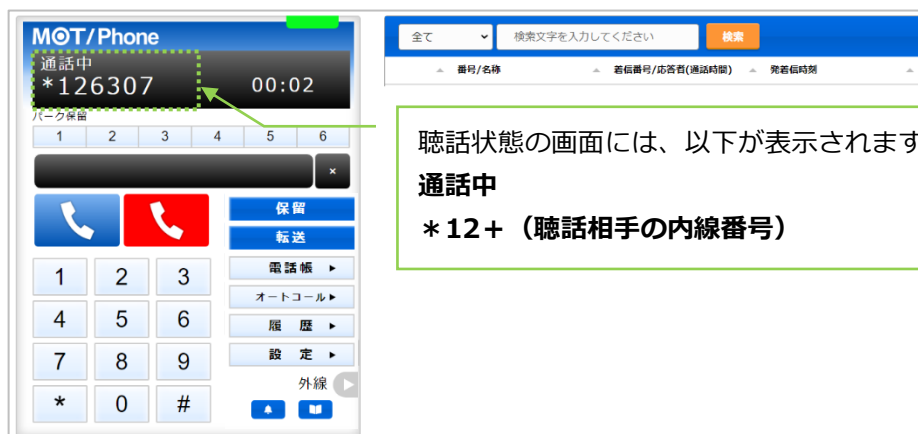 MOT/Phone
通話中
*126307 00:02
パーク保留
1 2 3 4 5 6
×
保留
転送
1 2 3
電話帳
オートコール
4 5 6
履 歴
7 8 9
設 定
外線
* 0 #
全て 検索文字を入力してください 検索
番号/名称 着信番号/応答者(通話時間) 発着信時刻
聴話状態の画面には、以下が表示されます
通話中
＊12＋（聴話相手の内線番号）